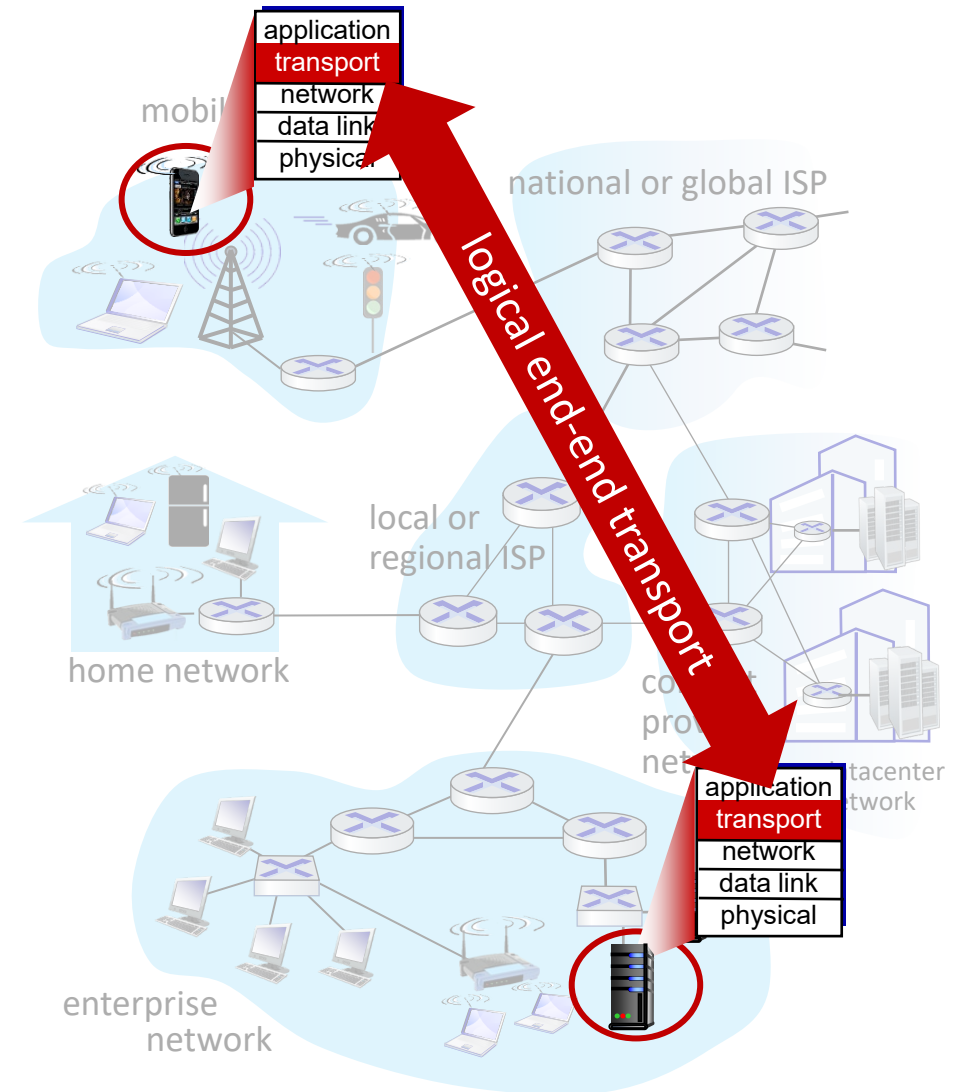 application
transport
network
data link
physical
national or global ISP
logical end-end transport
local or
regional ISP
home network
application
transport
network
data link
physical
enterprise
network